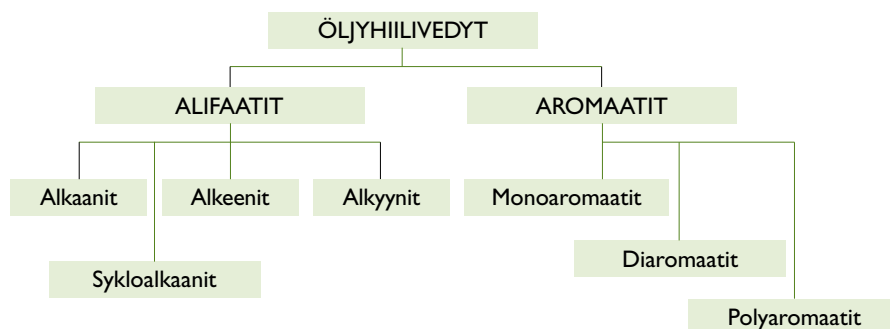 ÖLJYHIILIVEDYT
ALIFAATIT
AROMAATIT
Alkaanit
Alkeenit
Alkyynit
Monoaromaatit
Diaromaatit
Sykloalkaanit
Polyaromaatit